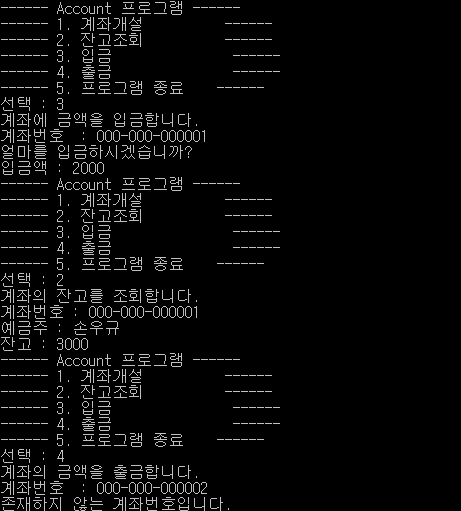 ------ Account 프로그램 ------
------ 1. 계좌개설          ------
------ 2. 잔고조회          ------
------ 3. 입금               ------
------ 4. 출금               ------
------ 5. 프로그램 종료    ------
선택 : 3
계좌에 금액을 입금합니다.
계좌번호  : 000-000-000001
얼마를 입금하시겠습니까?
입금액 : 2000
------ Account 프로그램 ------
------ 1. 계좌개설          ------
------ 2. 잔고조회          ------
------ 3. 입금               ------
------ 4. 출금               ------
------ 5. 프로그램 종료    ------
선택 : 2
계좌의 잔고를 조회합니다.
계좌번호 : 000-000-000001
예금주 : 손우규
잔고 : 3000
------ Account 프로그램 ------
------ 1. 계좌개설          ------
------ 2. 잔고조회          ------
------ 3. 입금               ------
------ 4. 출금               ------
------ 5. 프로그램 종료    ------
선택 : 4
계좌의 금액을 출금합니다.
계좌번호  : 000-000-000002
존재하지 않는 계좌번호입니다.